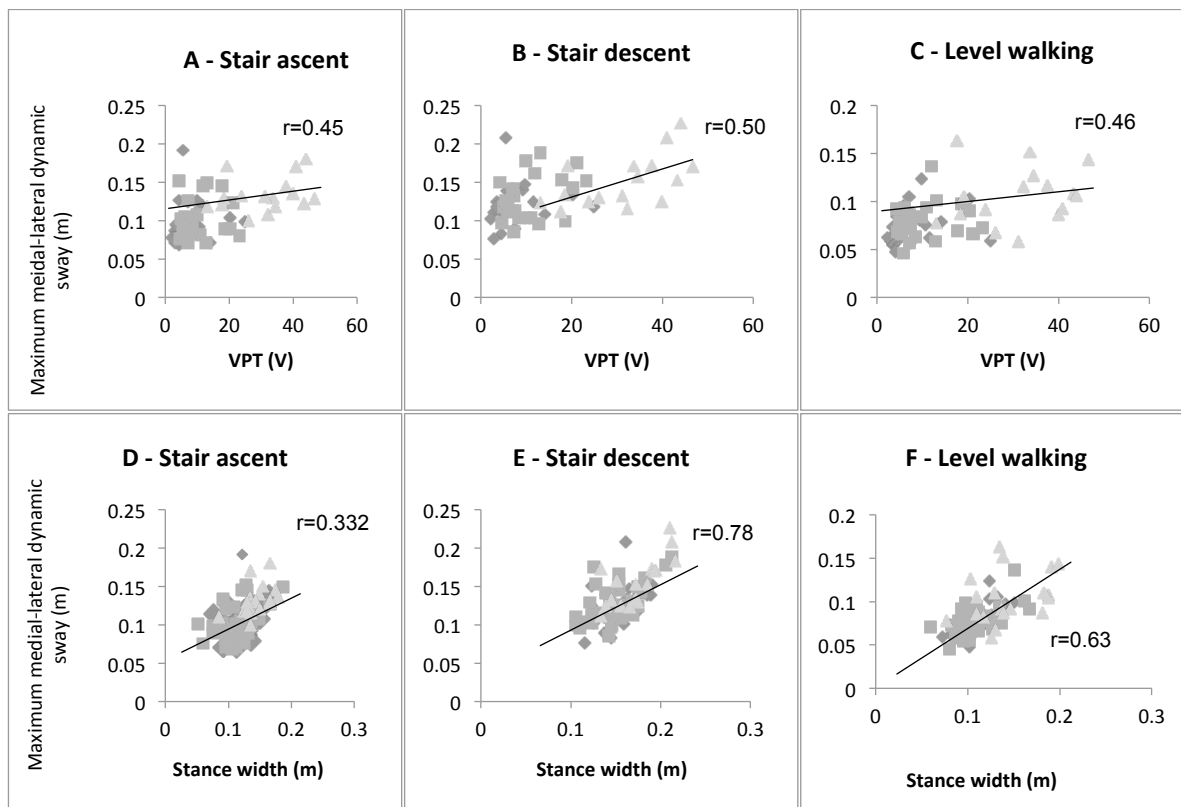 A - Stair ascent
Maximum meidal-lateral dynamic
sway (m)
0.25
0.2
0.15
0.1
0.05
0
r=0.45
0
20
40
60
VPT (V)
B - Stair descent
0.25
0.2
0.15
0.1
0.05
0
r=0.50
0
20
40
60
VPT (V)
C - Level walking
0.2
0.15
0.1
0.05
0
r=0.46
0
20
40
60
VPT (V)
D - Stair ascent
Maximum medial-lateral dynamic
sway (m)
0.25
0.2
0.15
0.1
0.05
0
r=0.332
0
0.1
0.2
0.3
Stance width (m)
E - Stair descent
0.25
0.2
0.15
0.1
0.05
0
r=0.78
0
0.1
0.2
0.3
Stance width (m)
F - Level walking
0.2
0.15
0.1
0.05
0
r=0.63
0
0.1
0.2
0.3
Stance width (m)